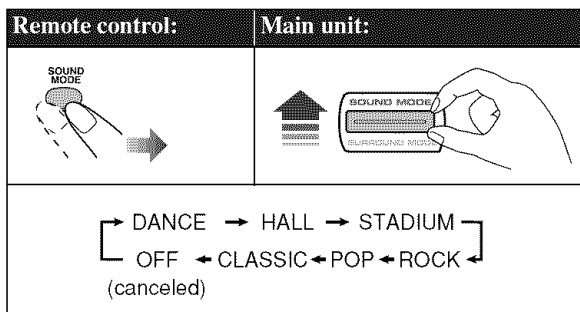 Remote control: Main unit:
SOUND
MODE
SOUND MODE
SURROUND MODE
→ DANCE → HALL → STADIUM
OFF ← CLASSIC ← POP ← ROCK
(canceled)